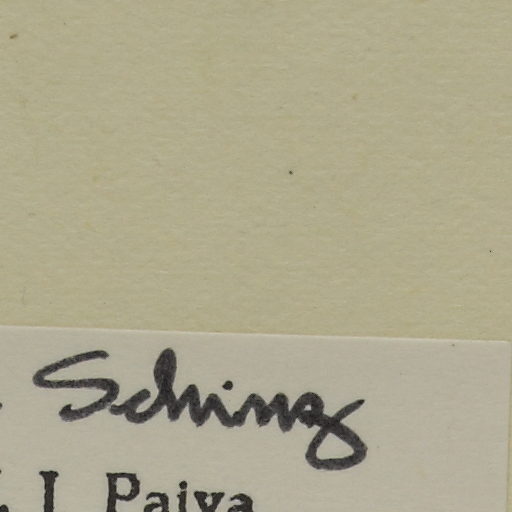 Schinz
. I. Paiva